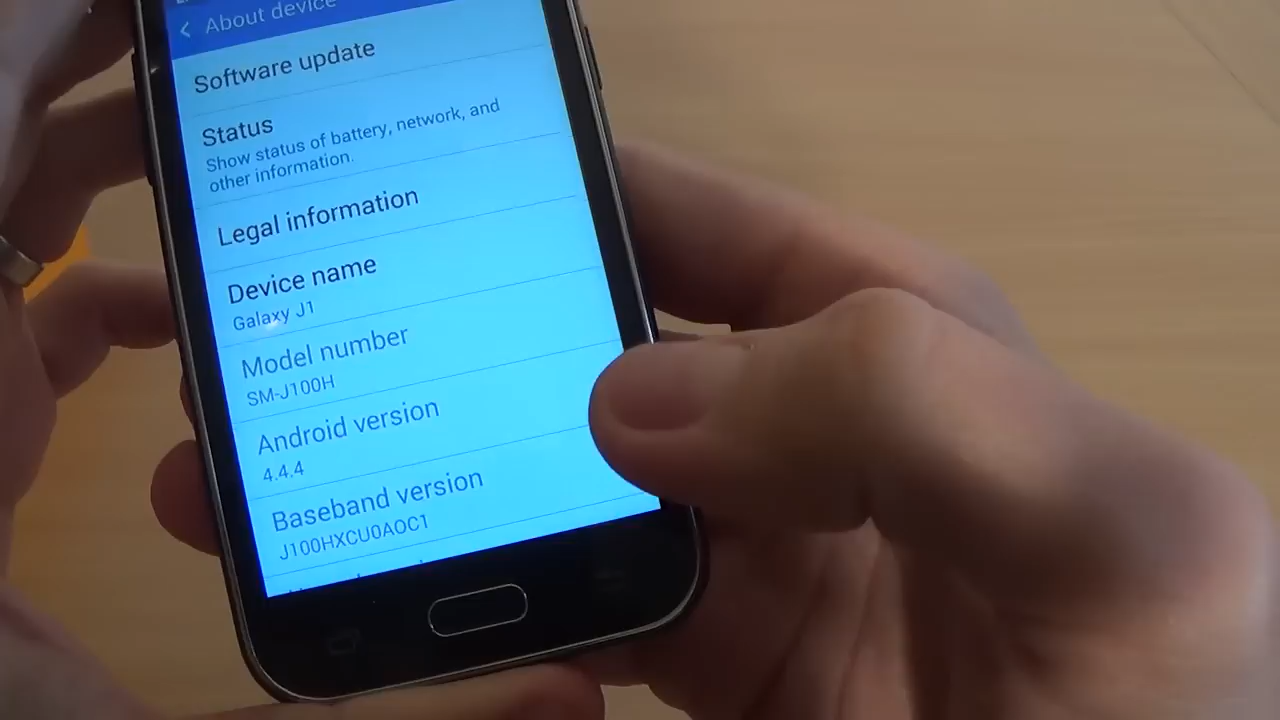 About device
Software update
Status
Show status of battery, network, and
other information.
Legal information
Device name
Galaxy J1
Model number
SM-J100H
Android version
4.4.4
Baseband version
J100HXCU0AOC1